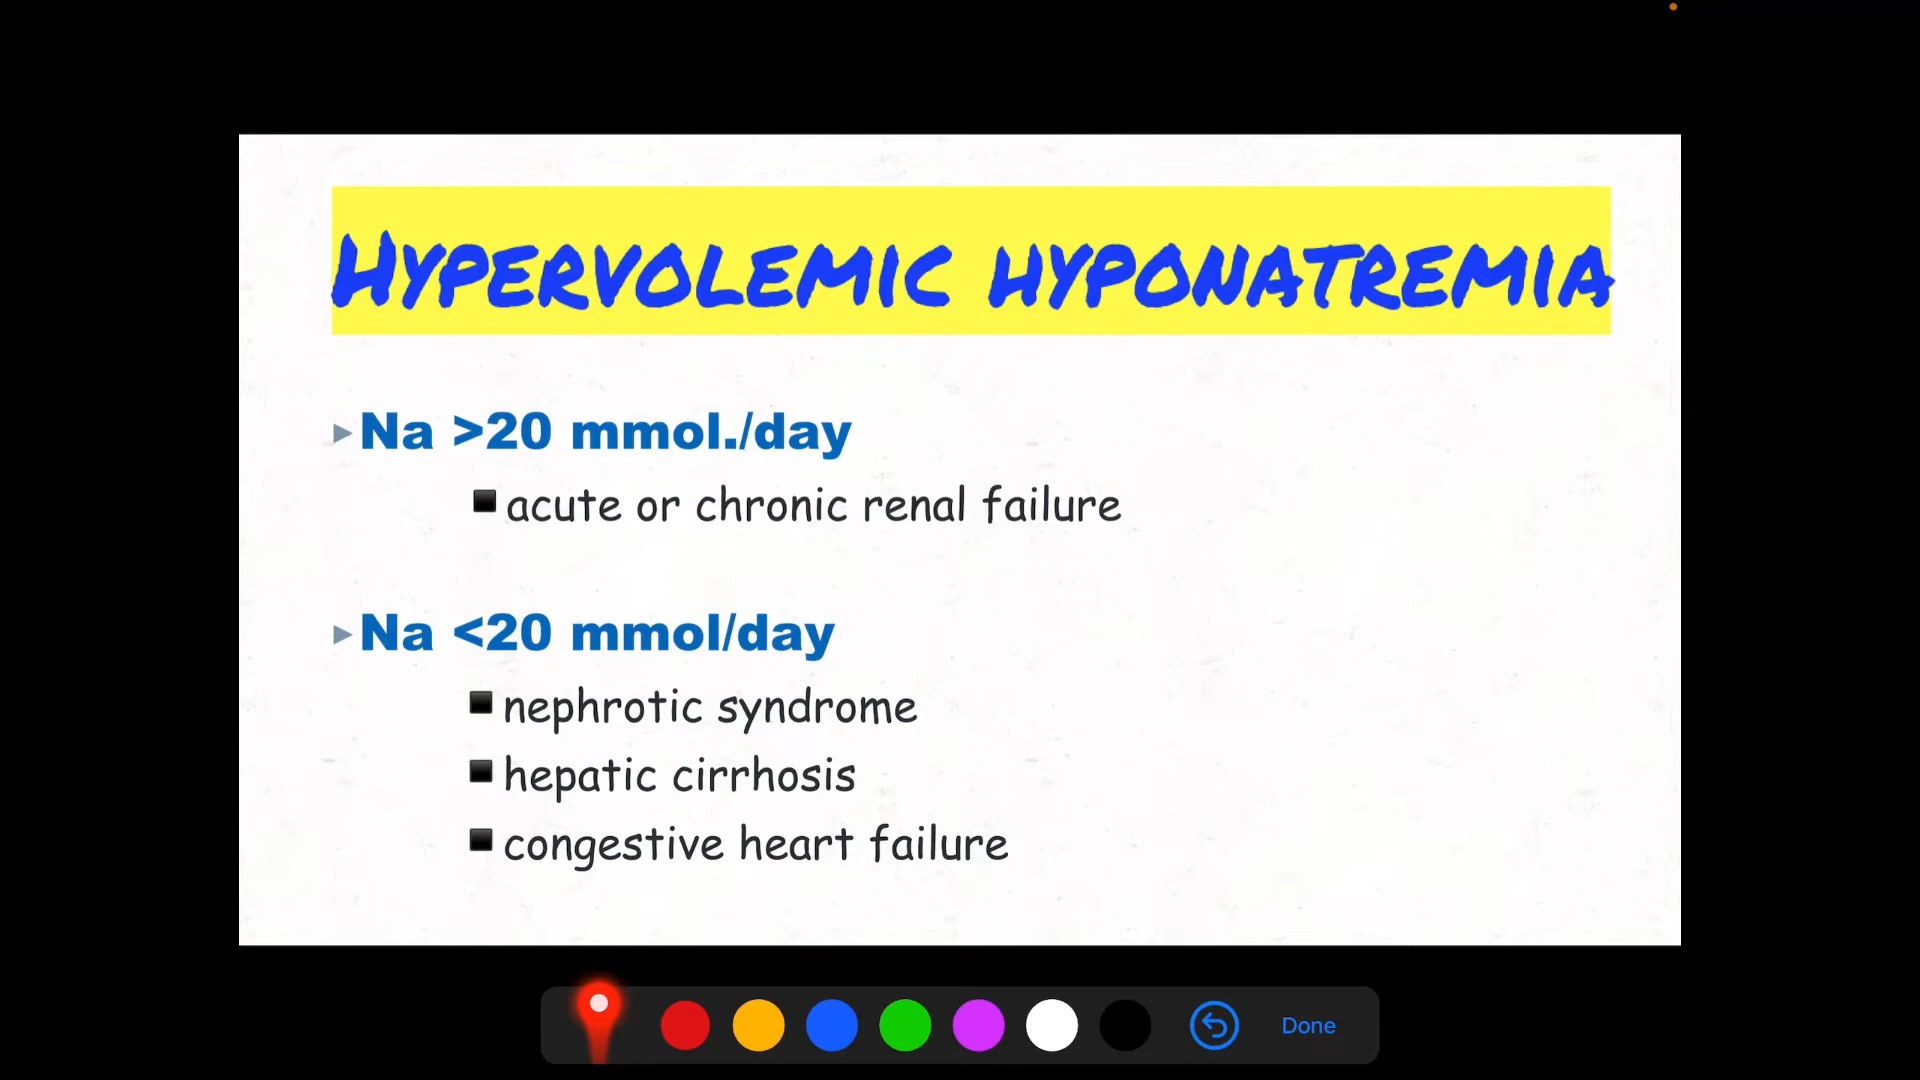 Hypervolemic hyponatremia
▸Na >20 mmol./day
▪acute or chronic renal failure
▸Na <20 mmol/day
▪nephrotic syndrome
▪hepatic cirrhosis
▪congestive heart failure
Done